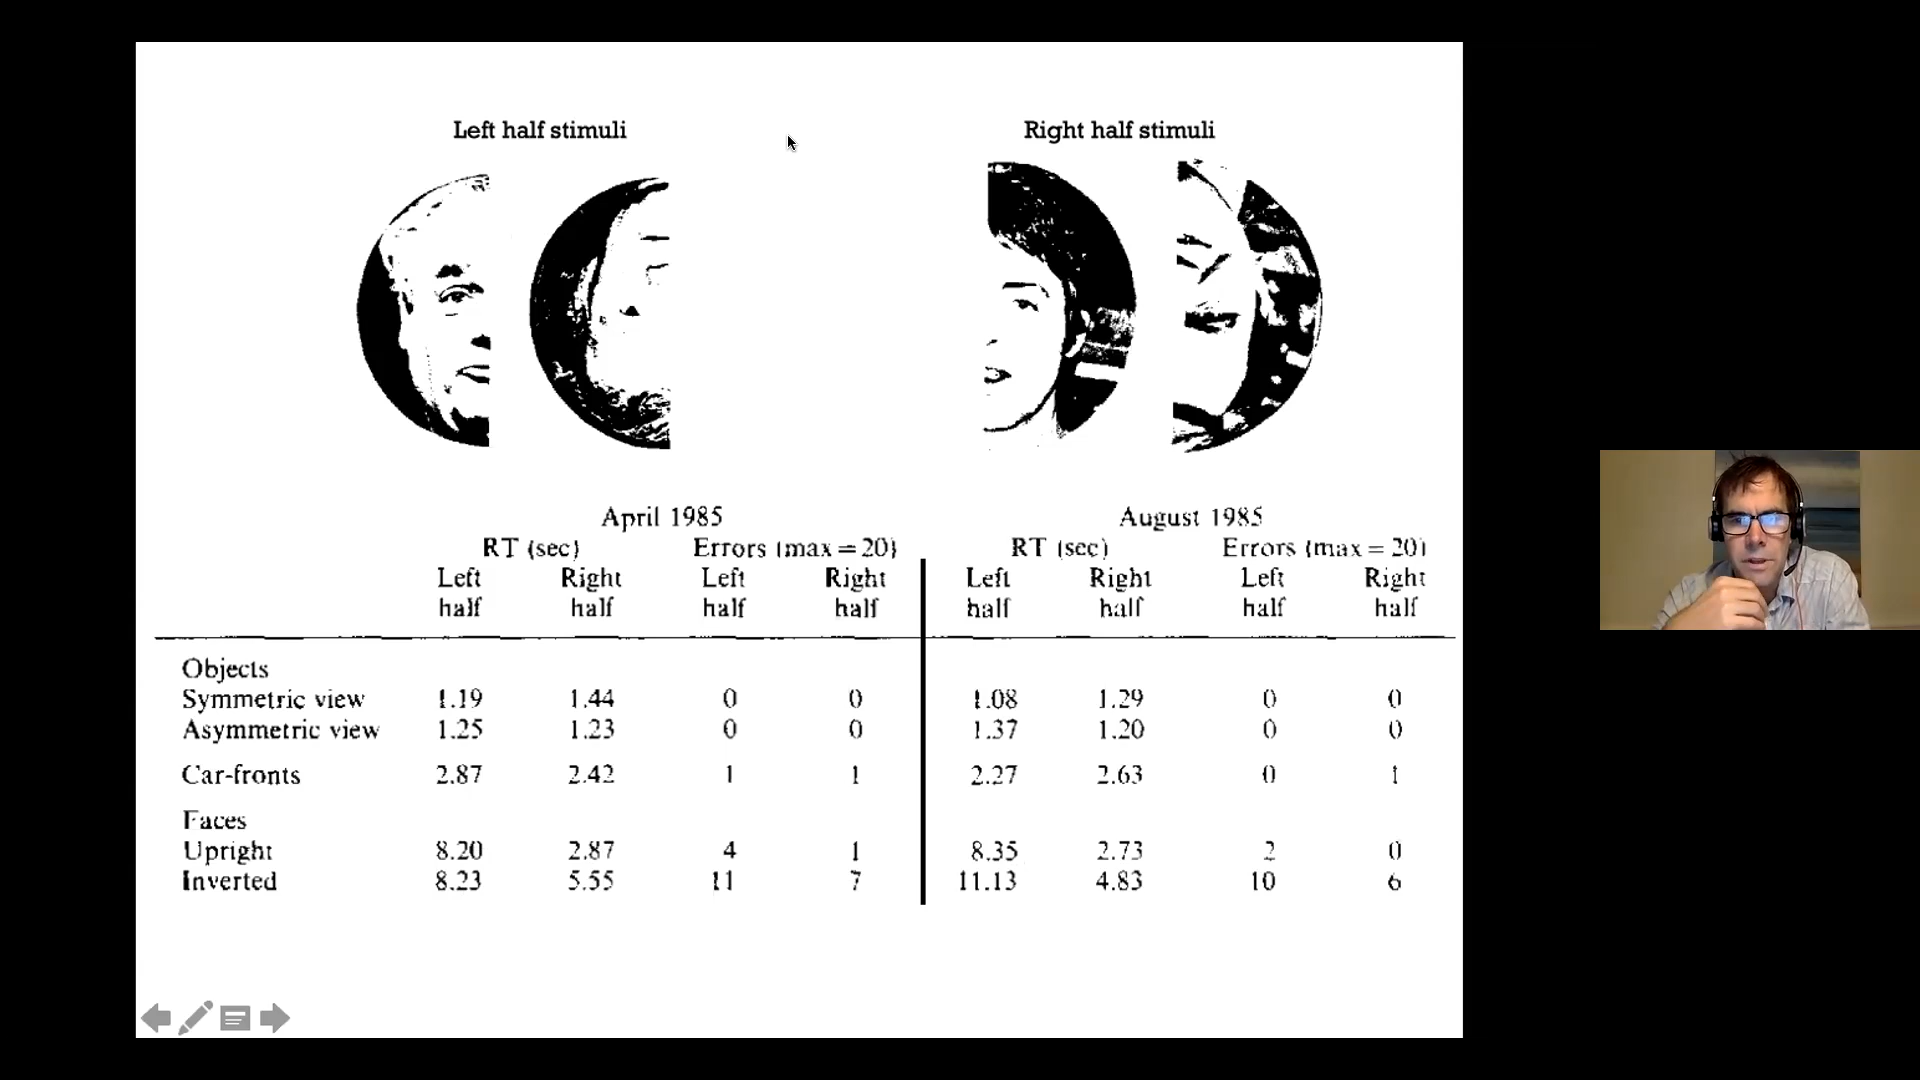 Left half stimuli Right half stimuli
April 1985 August 1985
RT (sec) Errors (max = 20) RT (sec) Errors (max = 20)
Left Right Left Right Left Right Left Right
half half half half half half half half
Objects
Symmetric view 1.19 1.44 0 0 1.08 1.29 0 0
Asymmetric view 1.25 1.23 0 0 1.37 1.20 0 0
Car-fronts 2.87 2.42 1 1 2.27 2.63 0 1
Faces
Upright 8.20 2.87 4 1 8.35 2.73 2 0
Inverted 8.23 5.55 11 7 11.13 4.83 10 6